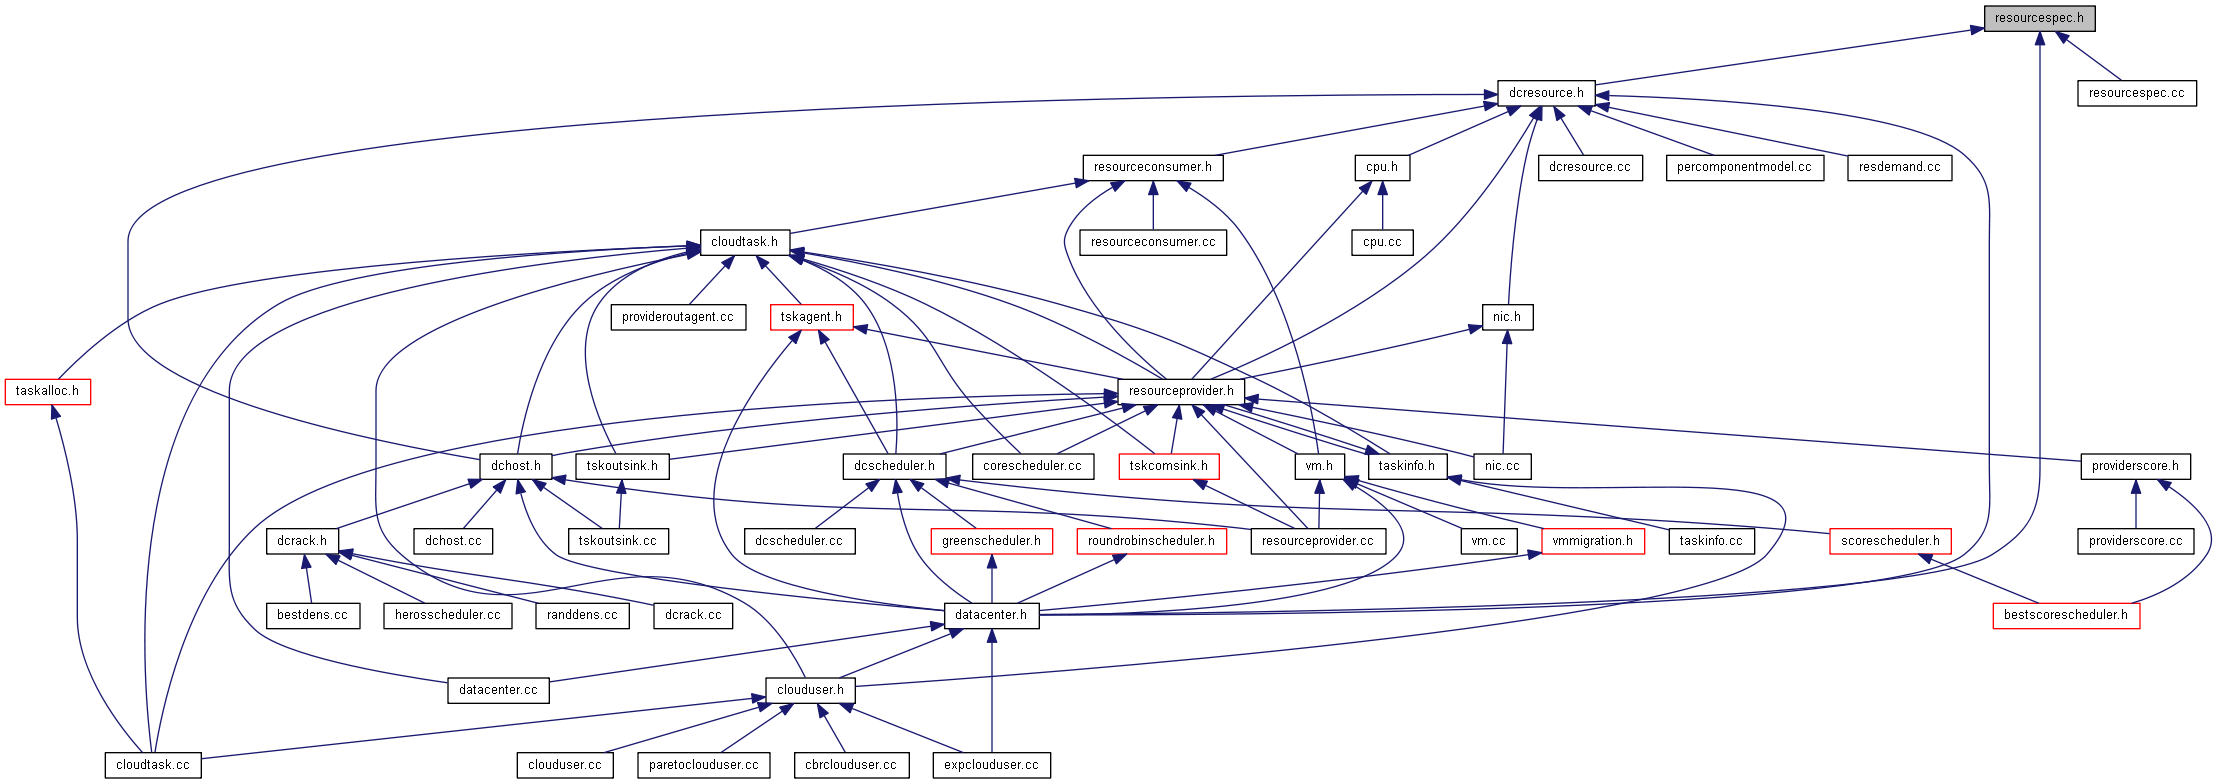 resourcespec.h
dcresource.h
resourcespec.cc
resourceconsumer.h
cpu.h
dcresource.cc
percomponentmodel.cc
resdemand.cc
cloudtask.h
resourceconsumer.cc
cpu.cc
provideroutagent.cc
tskagent.h
nic.h
taskalloc.h
resourceprovider.h
dchost.h
tskoutsink.h
dcscheduler.h
corescheduler.cc
tskcomsink.h
vm.h
taskinfo.h
nic.cc
providerscore.h
dcrack.h
dchost.cc
tskoutsink.cc
dcscheduler.cc
greenscheduler.h
roundrobinscheduler.h
resourceprovider.cc
vm.cc
vmmigration.h
taskinfo.cc
scorescheduler.h
providerscore.cc
bestdens.cc
herosscheduler.cc
randdens.cc
dcrack.cc
datacenter.h
bestscorescheduler.h
datacenter.cc
clouduser.h
cloudtask.cc
clouduser.cc
paretoclouduser.cc
cbrclouduser.cc
expclouduser.cc